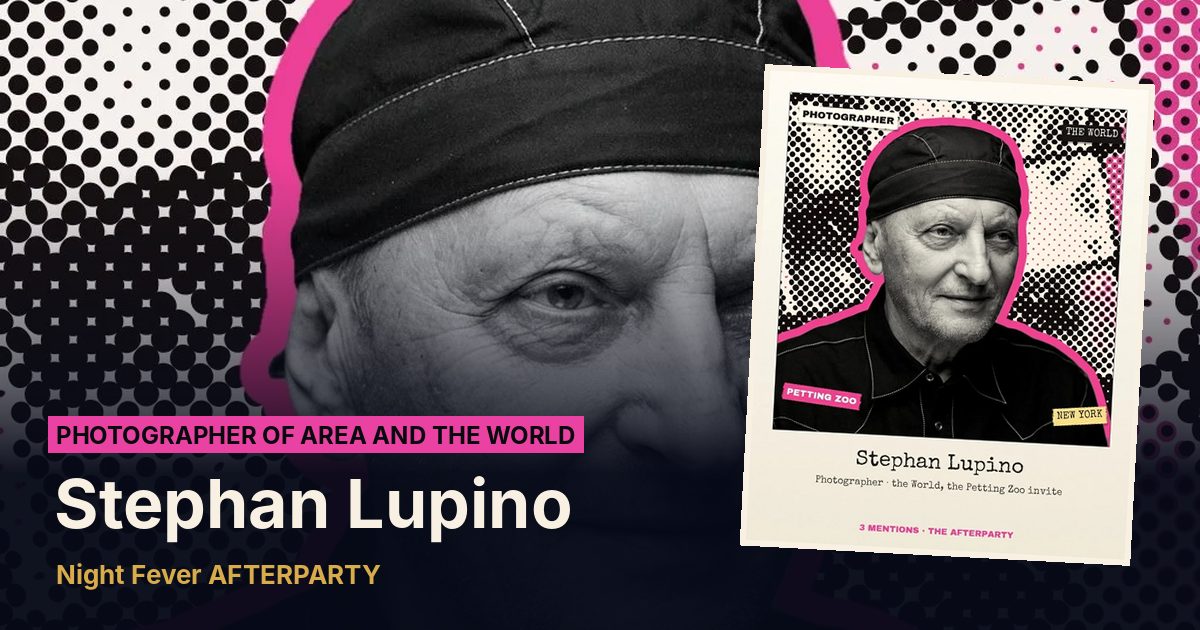 PHOTOGRAPHER OF AREA AND THE WORLD
Stephan Lupino
Night Fever AFTERPARTY
PHOTOGRAPHER
THE WORLD
PETTING ZOO
NEW YORK
Stephan Lupino
Photographer · the World, the Petting Zoo invite
3 MENTIONS · THE AFTERPARTY